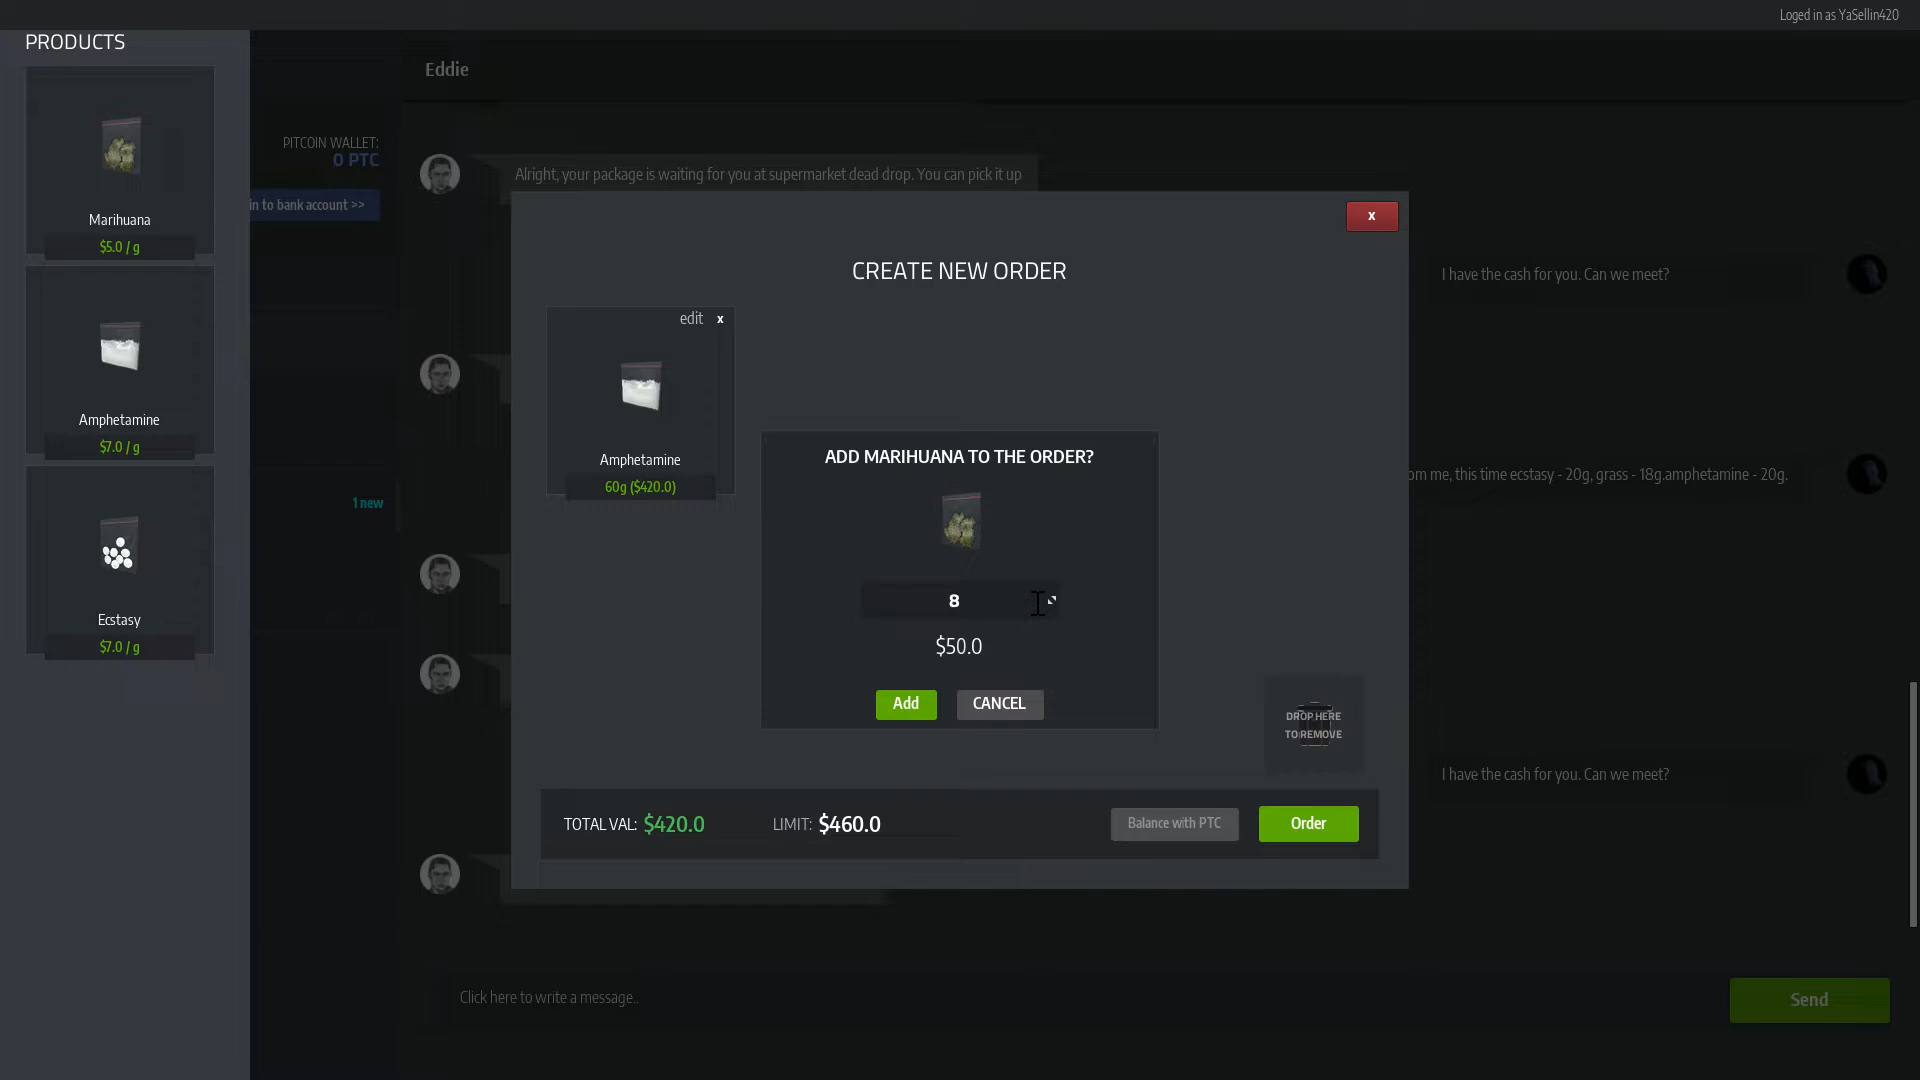 Loged in as YaSellin420
PRODUCTS
Marihuana
$5.0 / g
Amphetamine
$7.0 / g
Ecstasy
$7.0 / g
PITCOIN WALLET:
0 PTC
in to bank account >>
1 new
Eddie
Alright, your package is waiting for you at supermarket dead drop. You can pick it up
I have the cash for you. Can we meet?
om me, this time ecstasy - 20g, grass - 18g.amphetamine - 20g.
I have the cash for you. Can we meet?
x
CREATE NEW ORDER
edit x
Amphetamine
60g ($420.0)
ADD MARIHUANA TO THE ORDER?
8
$50.0
Add
CANCEL
DROP HERE
TO REMOVE
TOTAL VAL: $420.0
LIMIT: $460.0
Balance with PTC
Order
Click here to write a message..
Send